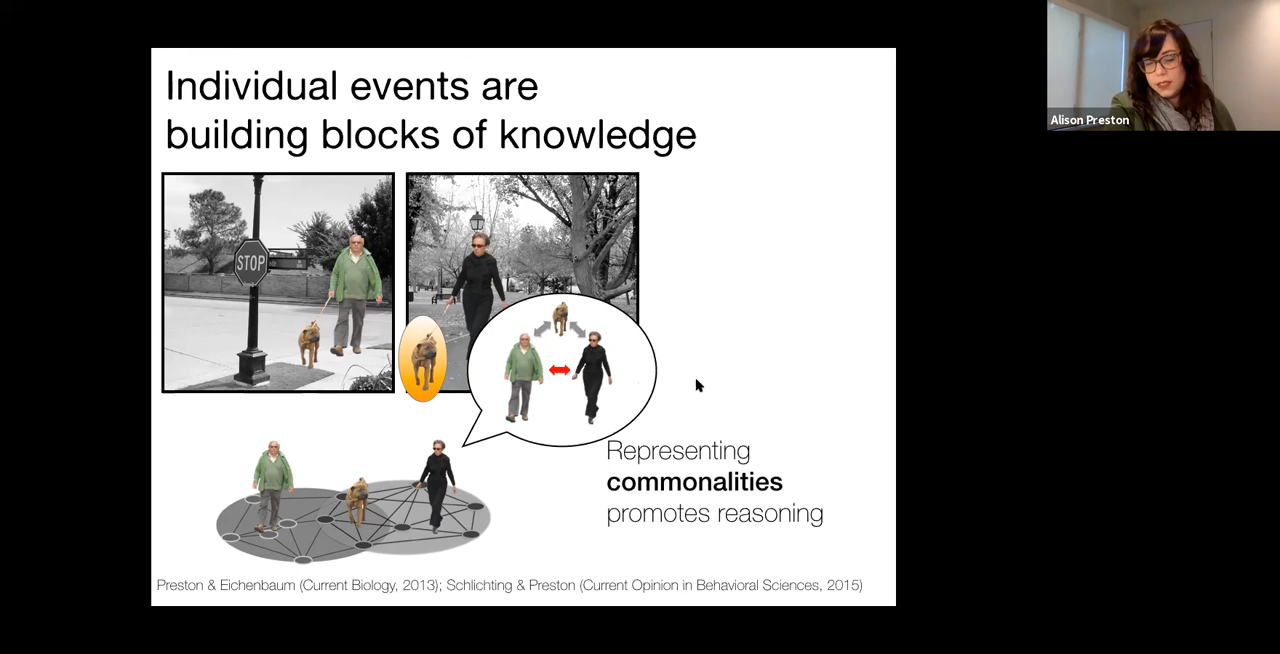 Individual events are
building blocks of knowledge
Alison Preston
STOP
Representing
commonalities
promotes reasoning
Preston & Eichenbaum (Current Biology, 2013); Schlichting & Preston (Current Opinion in Behavioral Sciences, 2015)